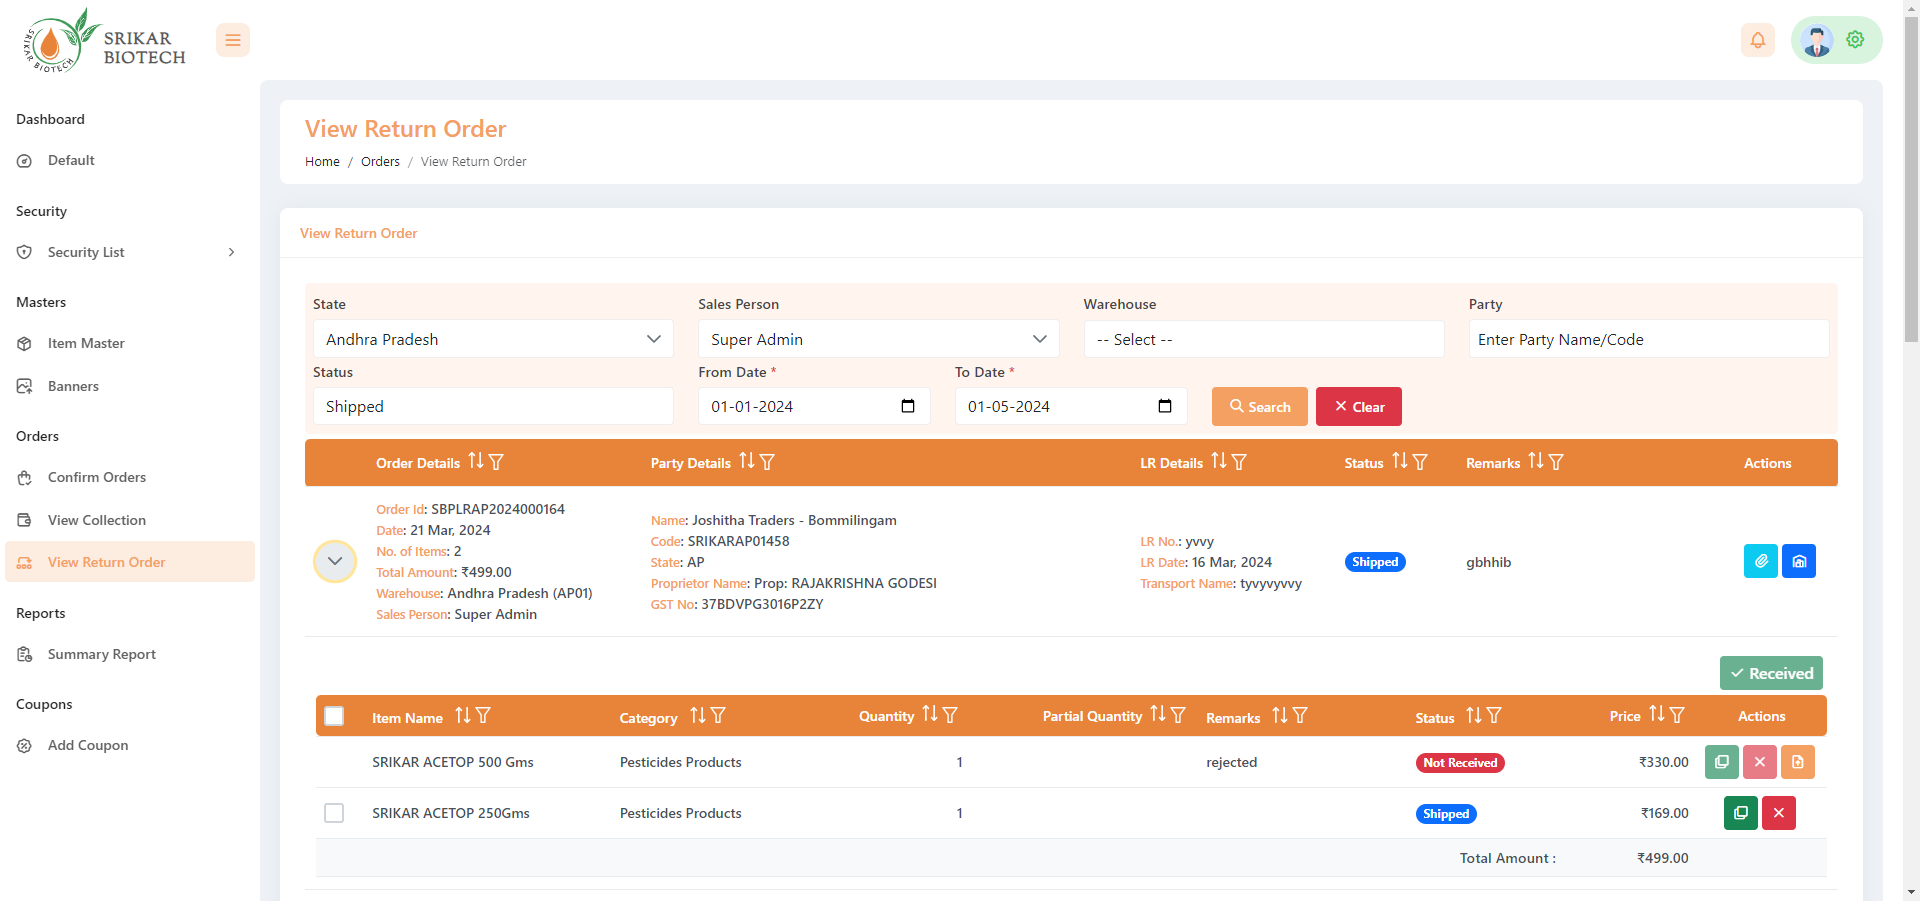 SRIKAR BIOTECH
SRIKAR
BIOTECH
Dashboard
Default
Security
Security List
Masters
Item Master
Banners
Orders
Confirm Orders
View Collection
View Return Order
Reports
Summary Report
Coupons
Add Coupon
View Return Order
Home / Orders / View Return Order
View Return Order
State Sales Person Warehouse Party
Andhra Pradesh Super Admin -- Select -- Enter Party Name/Code
Status From Date * To Date *
Shipped 01-01-2024 01-05-2024 Search Clear
Order Details Party Details LR Details Status Remarks Actions
Order Id: SBPLRAP2024000164
Date: 21 Mar, 2024
No. of Items: 2
Total Amount: ₹499.00
Warehouse: Andhra Pradesh (AP01)
Sales Person: Super Admin
Name: Joshitha Traders - Bommilingam
Code: SRIKARAP01458
State: AP
Proprietor Name: Prop: RAJAKRISHNA GODESI
GST No: 37BDVPG3016P2ZY
LR No.: yvvy
LR Date: 16 Mar, 2024
Transport Name: tyvyvyvvy
Shipped
gbhhib
Received
Item Name Category Quantity Partial Quantity Remarks Status Price Actions
SRIKAR ACETOP 500 Gms Pesticides Products 1 rejected Not Received ₹330.00
SRIKAR ACETOP 250Gms Pesticides Products 1 Shipped ₹169.00
Total Amount : ₹499.00